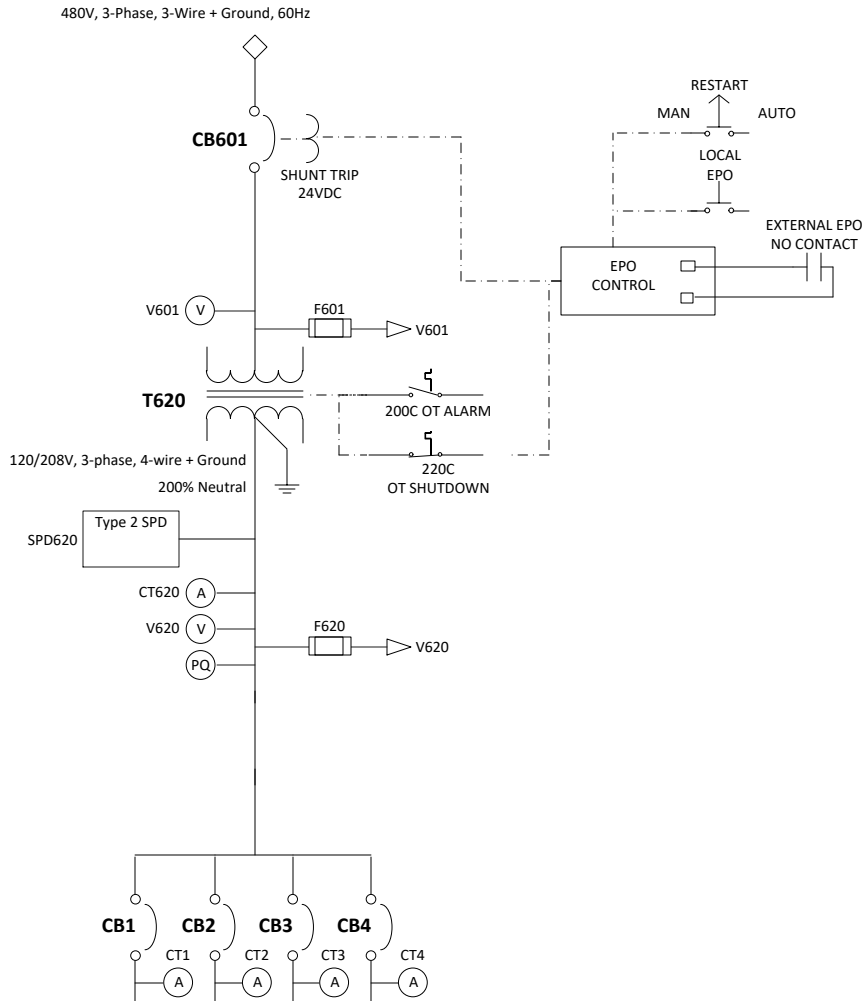 480V, 3-Phase, 3-Wire + Ground, 60Hz
CB601
SHUNT TRIP
24VDC
RESTART
MAN
AUTO
LOCAL
EPO
EXTERNAL EPO
NO CONTACT
EPO
CONTROL
V601
V
F601
V601
T620
200C OT ALARM
220C
OT SHUTDOWN
120/208V, 3-phase, 4-wire + Ground
200% Neutral
SPD620
Type 2 SPD
CT620
A
V620
V
F620
V620
PQ
CB1
CB2
CB3
CB4
CT1
A
CT2
A
CT3
A
CT4
A